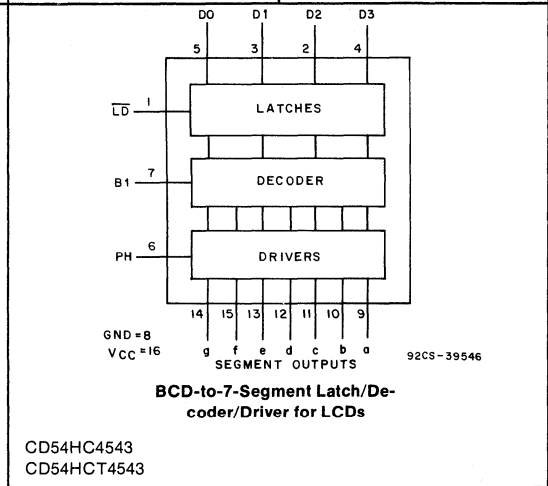 D0 D1 D2 D3
5 3 2 4
LD 1 LATCHES
B1 7 DECODER
PH 6 DRIVERS
14 15 13 12 11 10 9
GND=8 g f e d c b a
VCC=16
SEGMENT OUTPUTS 92CS-39546
BCD-to-7-Segment Latch/De-
coder/Driver for LCDs
CD54HC4543
CD54HCT4543